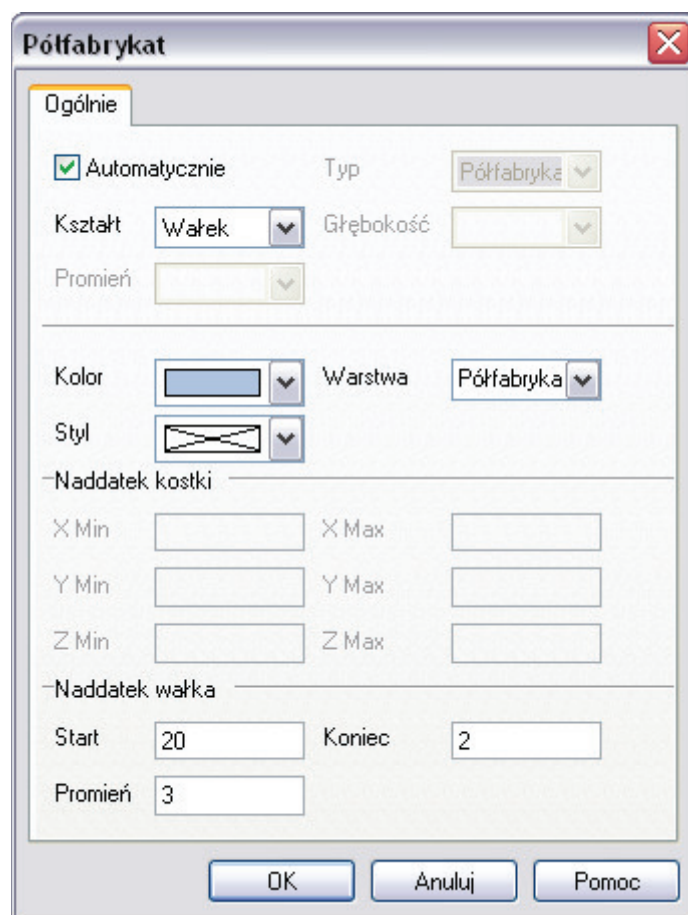 Półfabrykat
Ogólnie
Automatycznie Typ Półfabryka
Kształt Wałek Głębokość
Promień
Kolor Warstwa Półfabryka
Styl
Naddatek kostki
X Min X Max
Y Min Y Max
Z Min Z Max
Naddatek wałka
Start 20 Koniec 2
Promień 3
OK Anuluj Pomoc